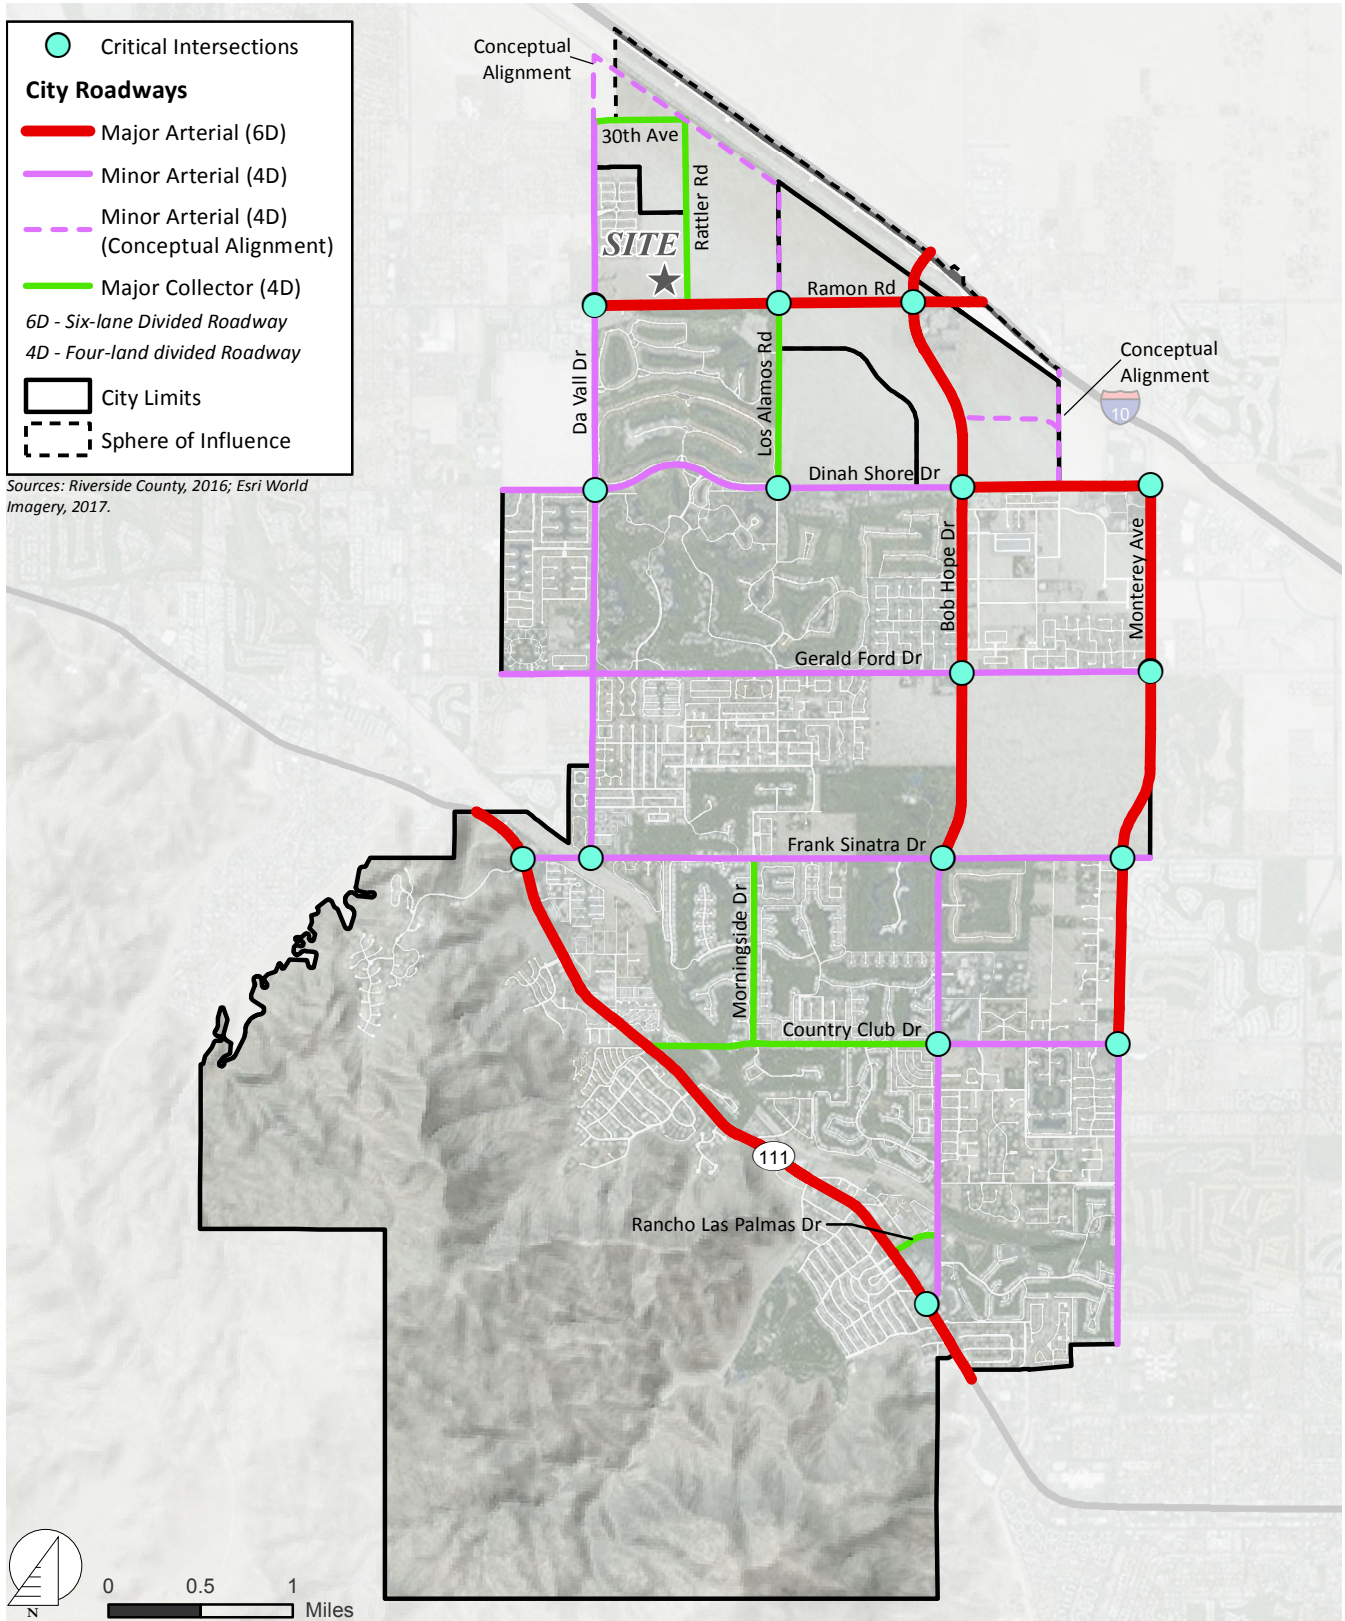 Critical Intersections
City Roadways
Major Arterial (6D)
Minor Arterial (4D)
Minor Arterial (4D)
(Conceptual Alignment)
Major Collector (4D)
6D - Six-lane Divided Roadway
4D - Four-land divided Roadway
City Limits
Sphere of Influence
Sources: Riverside County, 2016; Esri World
Imagery, 2017.
Conceptual
Alignment
30th Ave
Rattler Rd
SITE
Ramon Rd
Da Vall Dr
Los Alamos Rd
Conceptual
Alignment
10
Dinah Shore Dr
Bob Hope Dr
Monterey Ave
Gerald Ford Dr
Frank Sinatra Dr
Morningside Dr
Country Club Dr
111
Rancho Las Palmas Dr
N
0 0.5 1
Miles